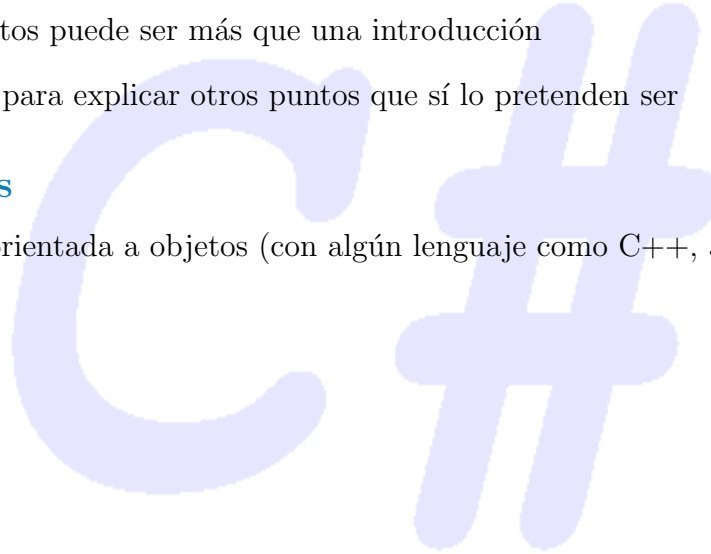 tos puede ser más que una introducción
para explicar otros puntos que sí lo pretenden ser
s
rientada a objetos (con algún lenguaje como C++,
C#